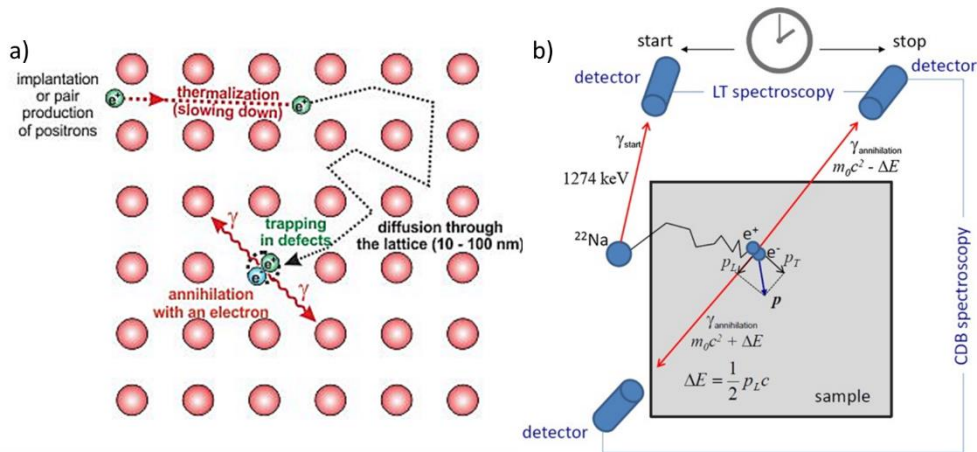 a)
implantation
or pair
production
of positrons
e⁺
thermalization
(slowing down)
e⁺
γ
trapping
in defects
diffusion through
the lattice (10 - 100 nm)
e⁺
e⁻
γ
annihilation
with an electron
b)
start
stop
detector
detector
LT spectroscopy
γstart
1274 keV
γannihilation
m₀c² - ΔE
²²Na
e⁺
e⁻
pL
pT
p
γannihilation
m₀c² + ΔE
ΔE = 1/2 pLc
sample
detector
CDB spectroscopy